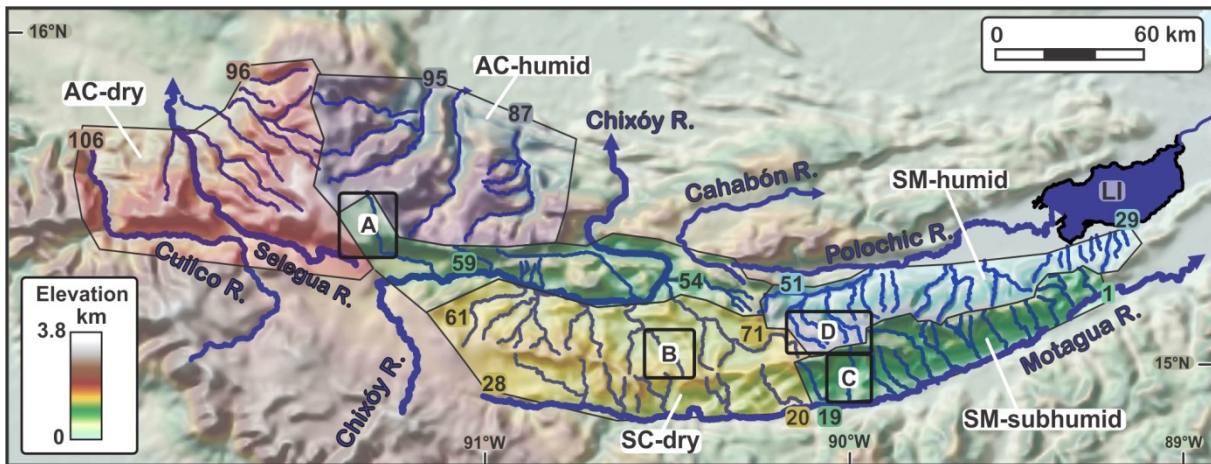 16°N
0
60 km
96
95
AC-humid
AC-dry
87
106
Chixóy R.
SM-humid
Cahabón R.
LI
A
29
Polochic R.
59
Selegua R.
Cuilco R.
54
51
1
Elevation
km
3.8
0
61
71
D
Motagua R.
B
15°N
28
C
Chixóy R.
SC-dry
20
19
SM-subhumid
91°W
90°W
89°W